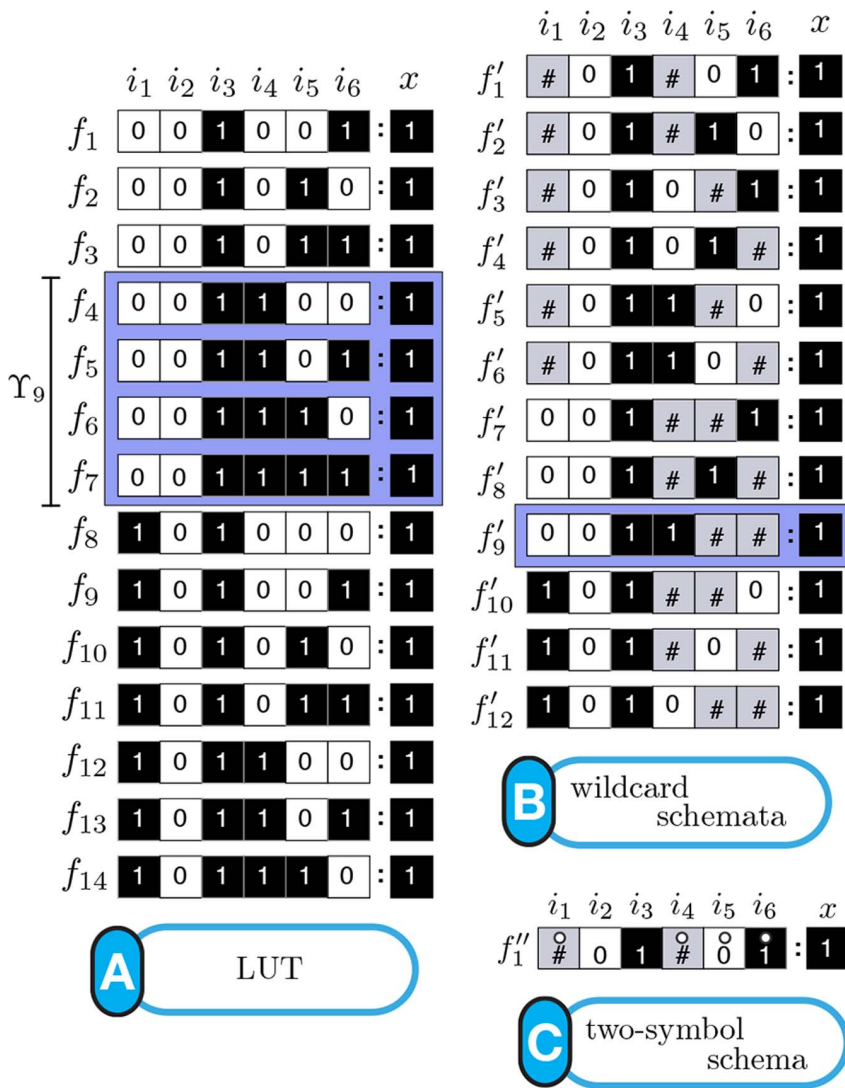 i₁ i₂ i₃ i₄ i₅ i₆ x
f₁ 0 0 1 0 0 1 : 1
f₂ 0 0 1 0 1 0 : 1
f₃ 0 0 1 0 1 1 : 1
ϒ₉
f₄ 0 0 1 1 0 0 : 1
f₅ 0 0 1 1 0 1 : 1
f₆ 0 0 1 1 1 0 : 1
f₇ 0 0 1 1 1 1 : 1
f₈ 1 0 1 0 0 0 : 1
f₉ 1 0 1 0 0 1 : 1
f₁₀ 1 0 1 0 1 0 : 1
f₁₁ 1 0 1 0 1 1 : 1
f₁₂ 1 0 1 1 0 0 : 1
f₁₃ 1 0 1 1 0 1 : 1
f₁₄ 1 0 1 1 1 0 : 1
A LUT
i₁ i₂ i₃ i₄ i₅ i₆ x
f′₁ # 0 1 # 0 1 : 1
f′₂ # 0 1 # 1 0 : 1
f′₃ # 0 1 0 # 1 : 1
f′₄ # 0 1 0 1 # : 1
f′₅ # 0 1 1 # 0 : 1
f′₆ # 0 1 1 0 # : 1
f′₇ 0 0 1 # # 1 : 1
f′₈ 0 0 1 # 1 # : 1
f′₉ 0 0 1 1 # # : 1
f′₁₀ 1 0 1 # # 0 : 1
f′₁₁ 1 0 1 # 0 # : 1
f′₁₂ 1 0 1 0 # # : 1
B wildcard
schemata
i₁ i₂ i₃ i₄ i₅ i₆ x
f″₁ # 0 1 # 0 1 : 1
C two-symbol
schema